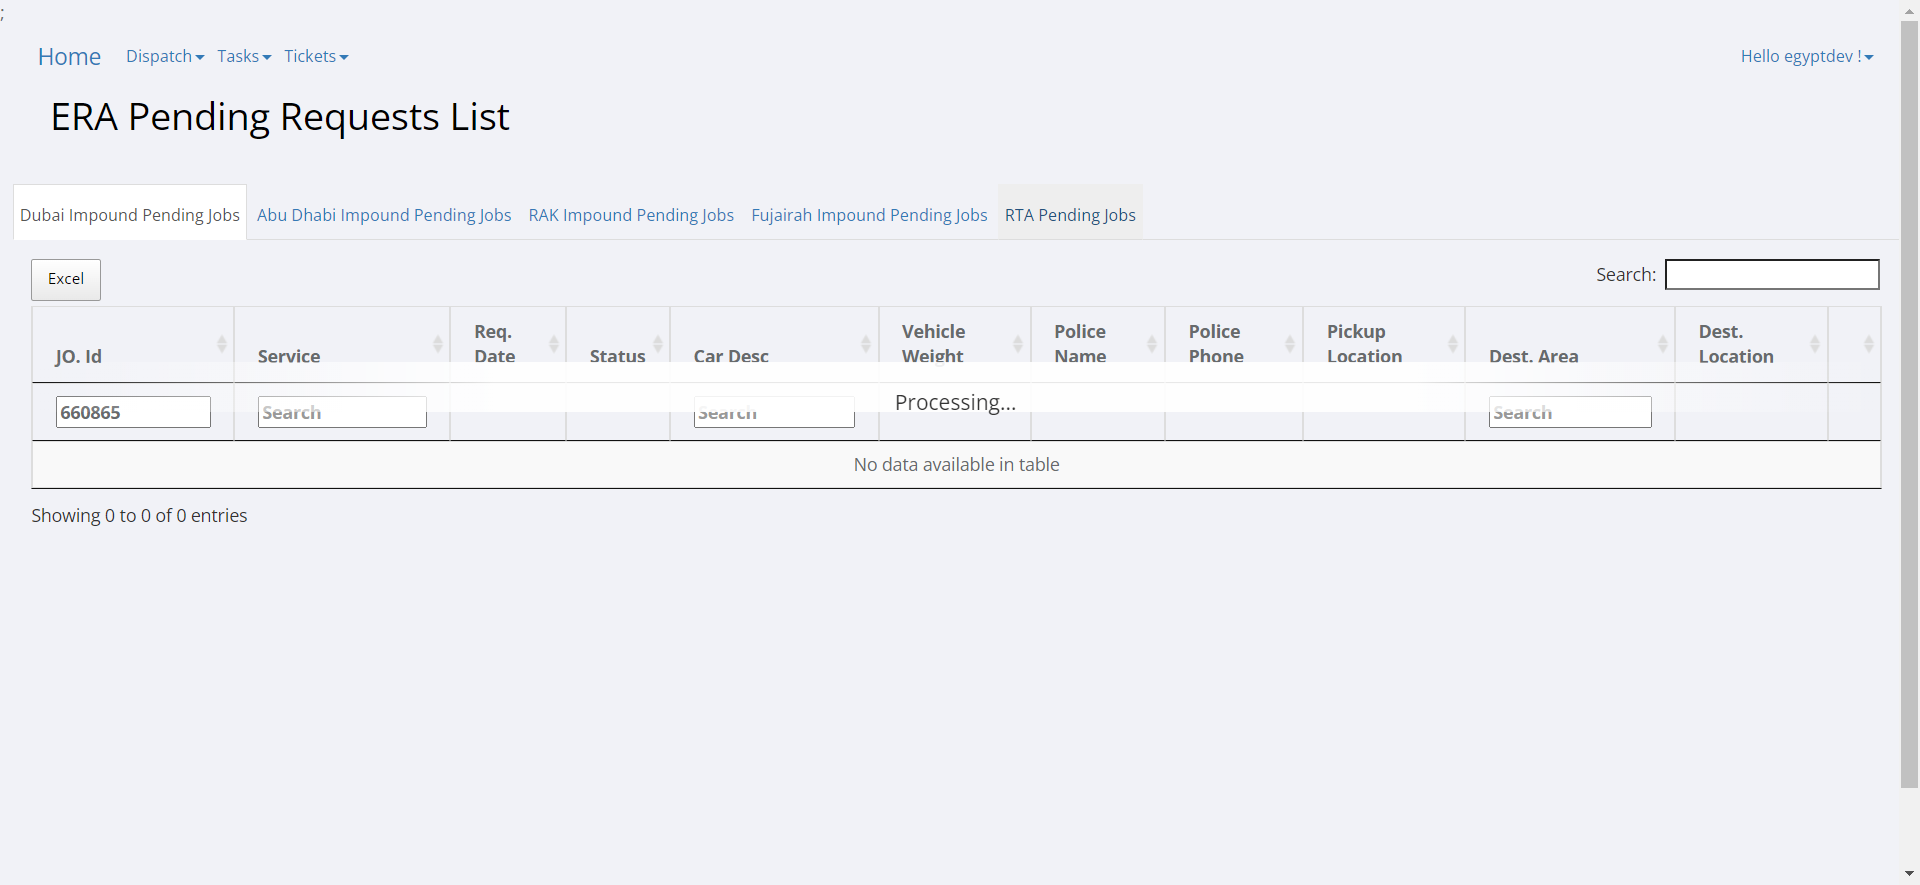 ;
Home Dispatch Tasks Tickets Hello egyptdev !
ERA Pending Requests List
Dubai Impound Pending Jobs Abu Dhabi Impound Pending Jobs RAK Impound Pending Jobs Fujairah Impound Pending Jobs RTA Pending Jobs
Excel Search:
JO. Id Service Req. Date Status Car Desc Vehicle Weight Police Name Police Phone Pickup Location Dest. Area Dest. Location
660865 Search Search Processing... Search
No data available in table
Showing 0 to 0 of 0 entries